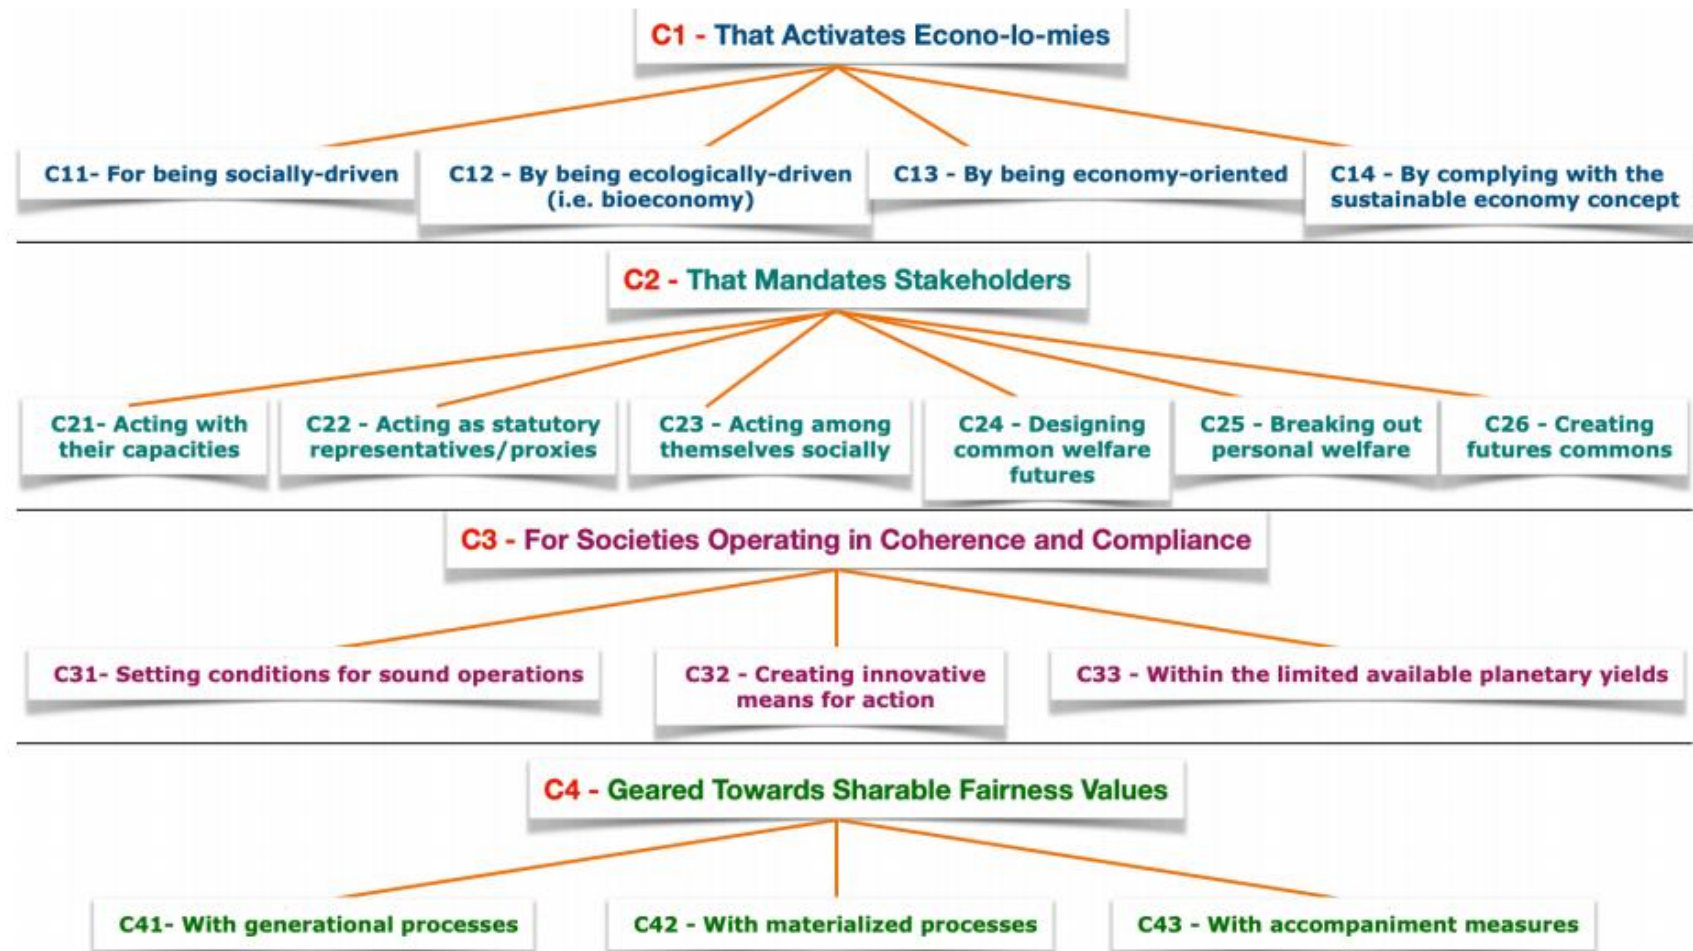 C1 - That Activates Econo-lo-mies
C11- For being socially-driven
C12 - By being ecologically-driven
(i.e. bioeconomy)
C13 - By being economy-oriented
C14 - By complying with the
sustainable economy concept
C2 - That Mandates Stakeholders
C21- Acting with
their capacities
C22 - Acting as statutory
representatives/proxies
C23 - Acting among
themselves socially
C24 - Designing
common welfare
futures
C25 - Breaking out
personal welfare
C26 - Creating
futures commons
C3 - For Societies Operating in Coherence and Compliance
C31- Setting conditions for sound operations
C32 - Creating innovative
means for action
C33 - Within the limited available planetary yields
C4 - Geared Towards Sharable Fairness Values
C41- With generational processes
C42 - With materialized processes
C43 - With accompaniment measures